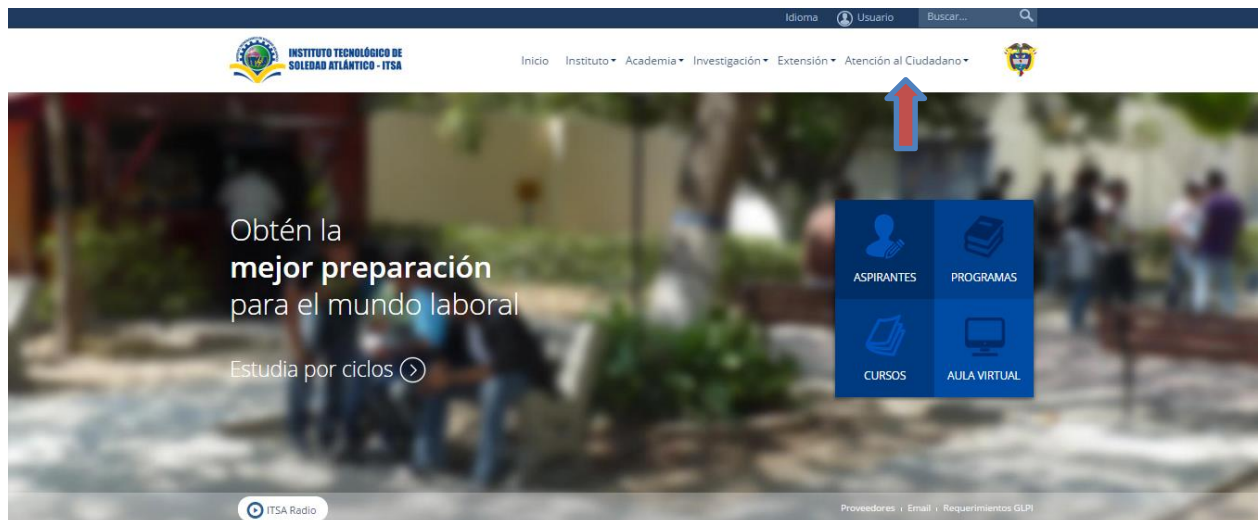 Idioma Usuario Buscar...
INSTITUTO TECNOLÓGICO DE
SOLEDAD ATLÁNTICO - ITSA
Inicio Instituto Academia Investigación Extensión Atención al Ciudadano
Obtén la
mejor preparación
para el mundo laboral
Estudia por ciclos
ASPIRANTES PROGRAMAS
CURSOS AULA VIRTUAL
ITSA Radio
Proveedores Email Requerimientos GLPI